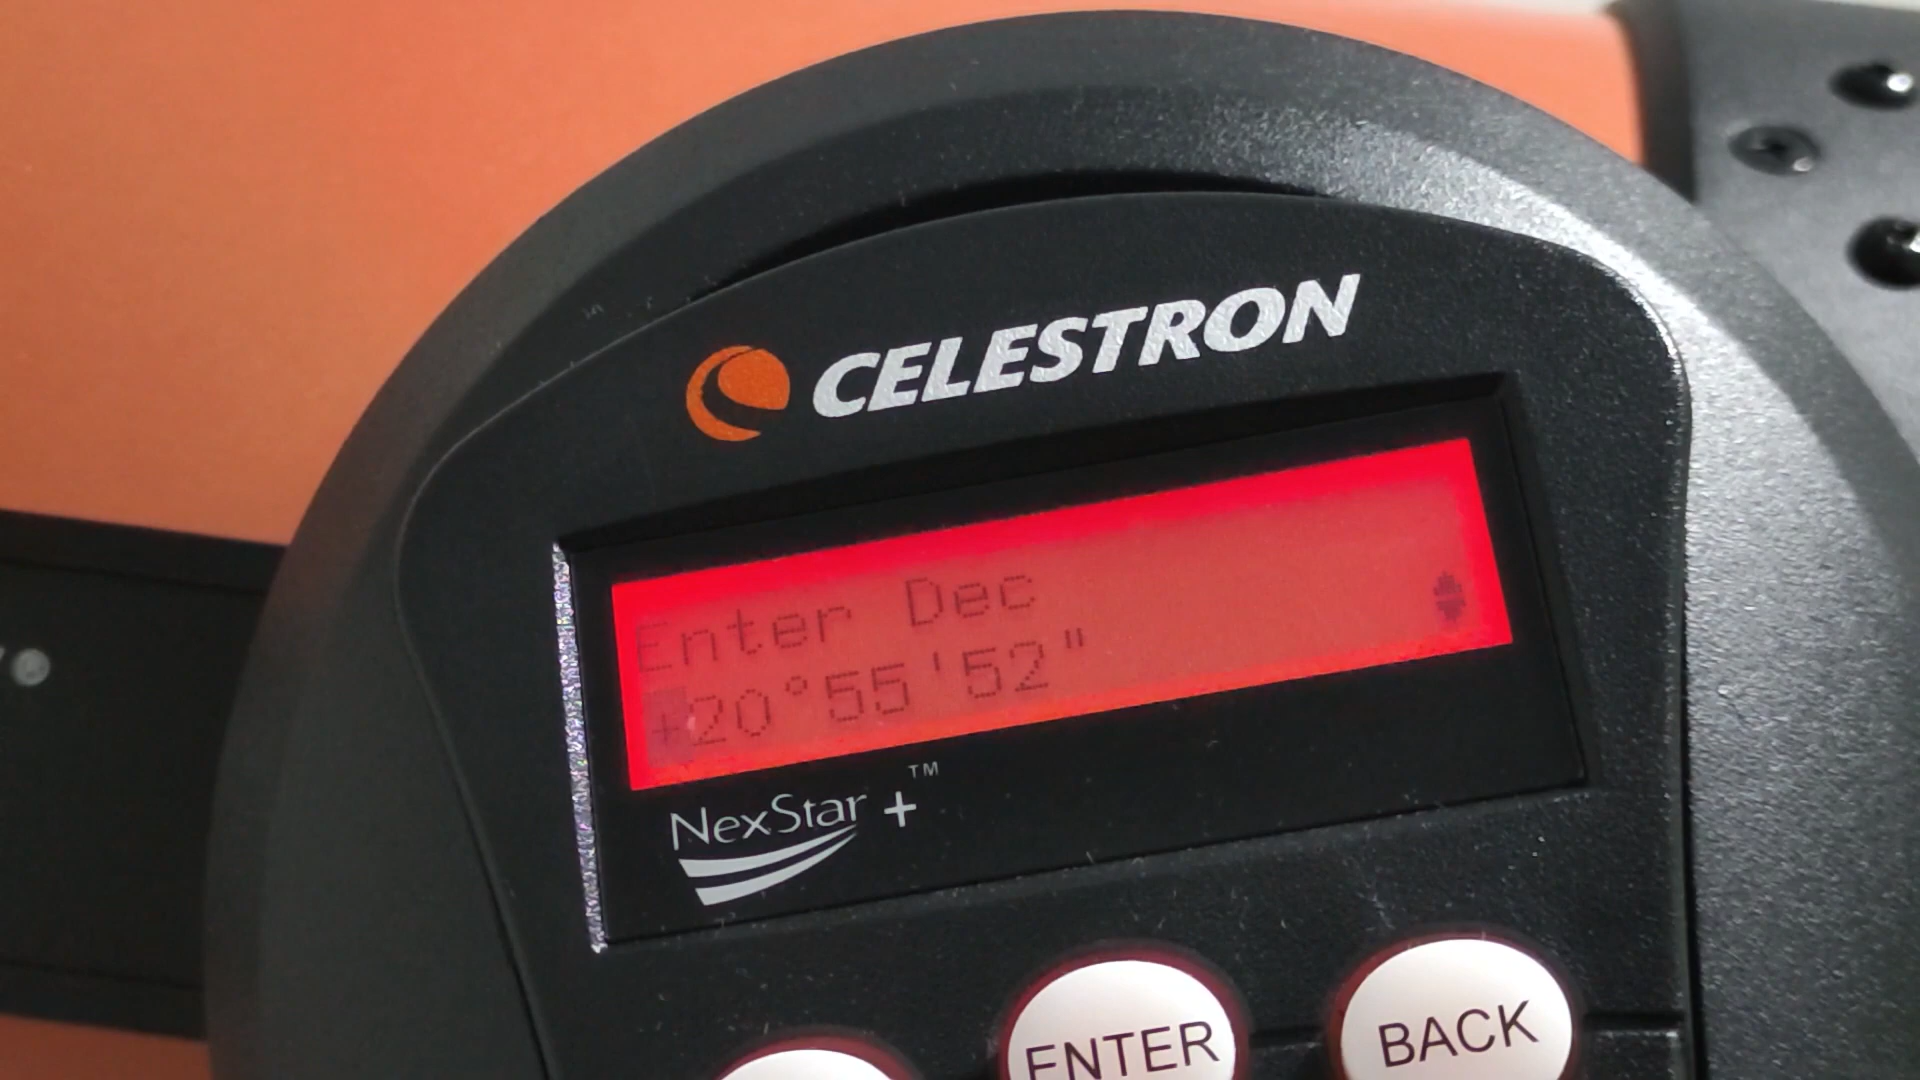 CELESTRON
Enter Dec
+20°55'52"
NexStar +™
ENTER
BACK